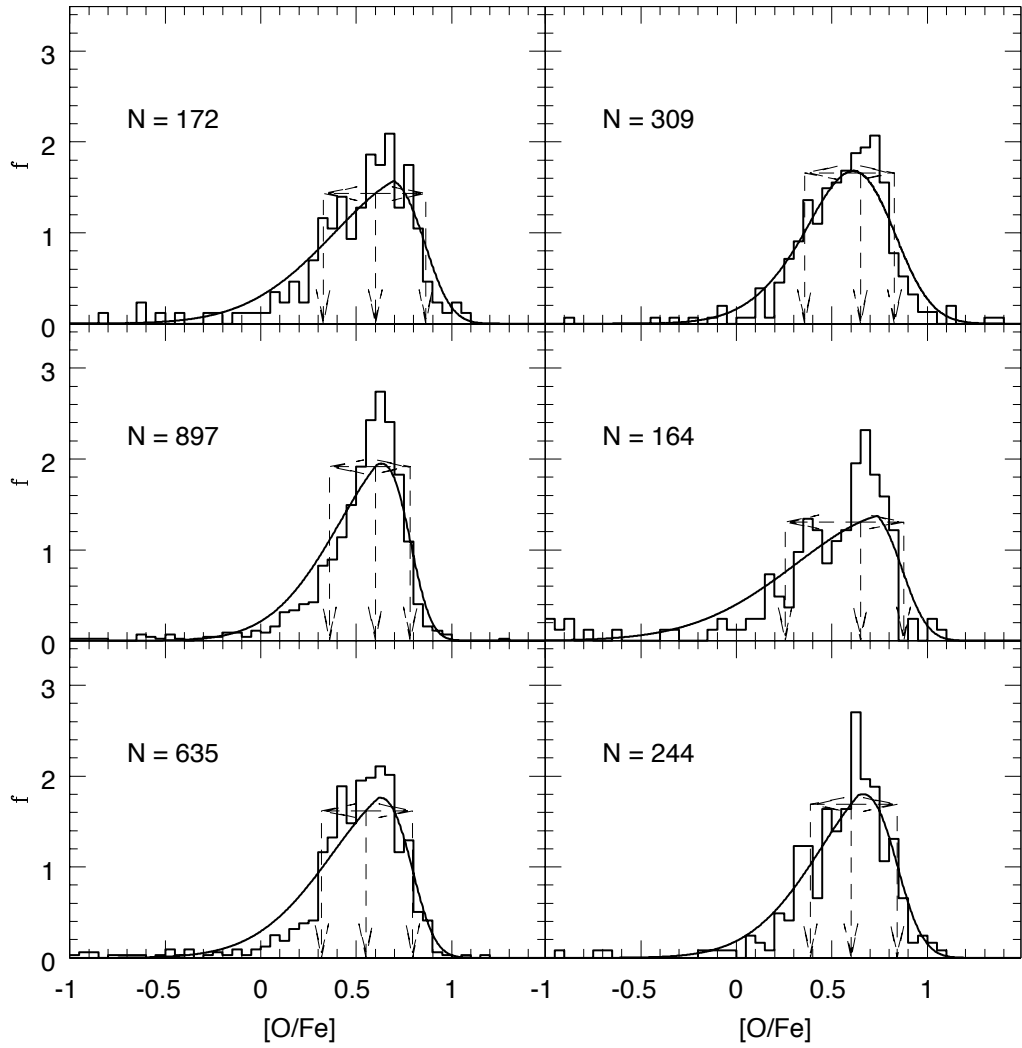 3
2
1
0
f
N = 172
N = 309
3
2
1
0
f
N = 897
N = 164
3
2
1
0
f
N = 635
N = 244
-1 -0.5 0 0.5 1 -1 -0.5 0 0.5 1
[O/Fe] [O/Fe]